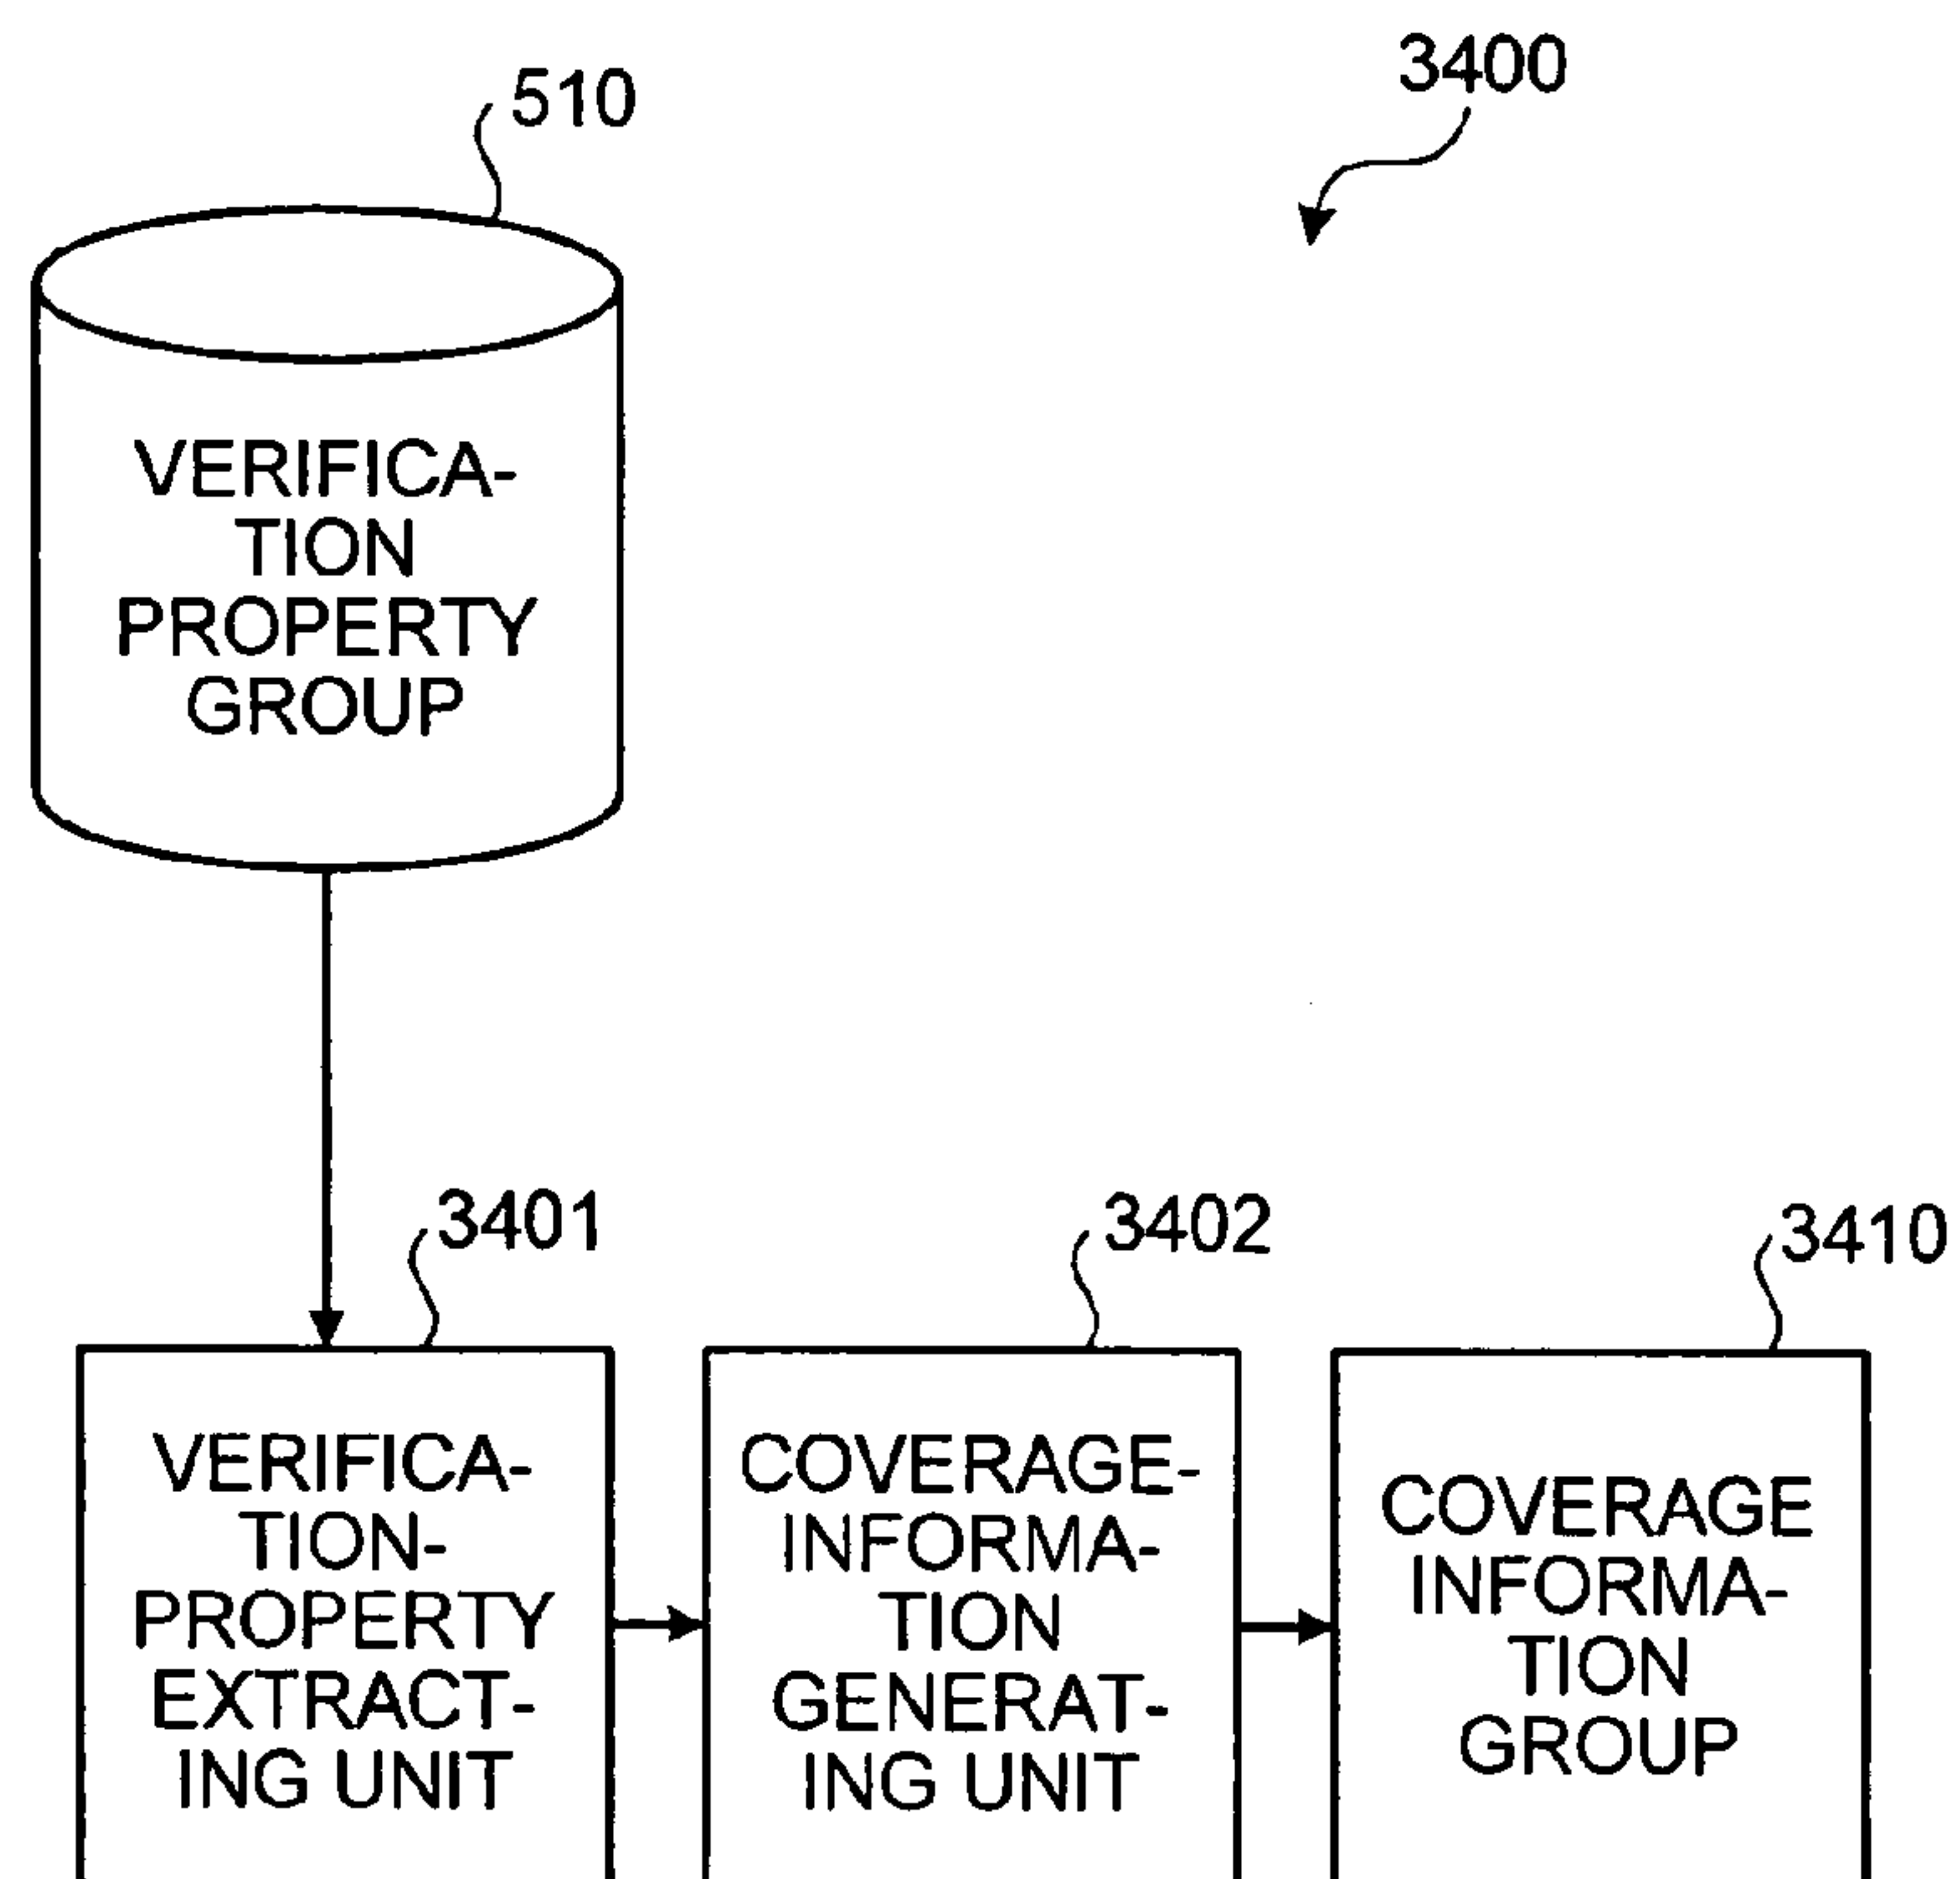 510
3400
VERIFICA-
TION
PROPERTY
GROUP
3401
3402
3410
VERIFICA-
TION-
PROPERTY
EXTRACT-
ING UNIT
COVERAGE-
INFORMA-
TION
GENERAT-
ING UNIT
COVERAGE
INFORMA-
TION
GROUP